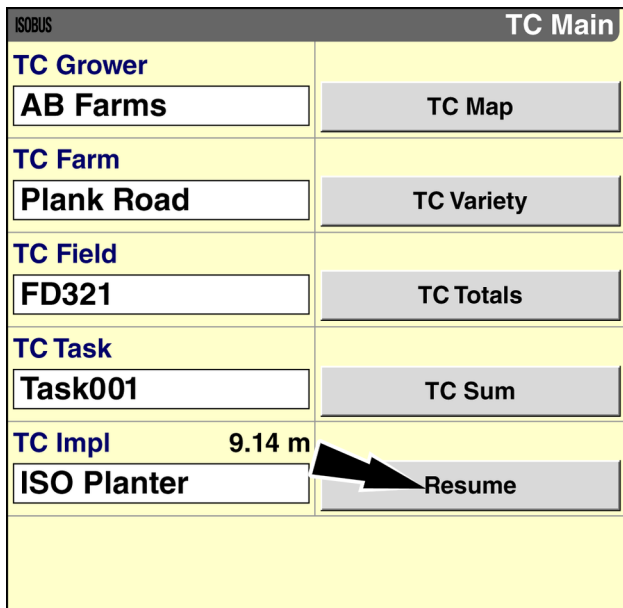 ISOBUS
TC Main
TC Grower
AB Farms
TC Map
TC Farm
Plank Road
TC Variety
TC Field
FD321
TC Totals
TC Task
Task001
TC Sum
TC Impl 9.14 m
ISO Planter
Resume